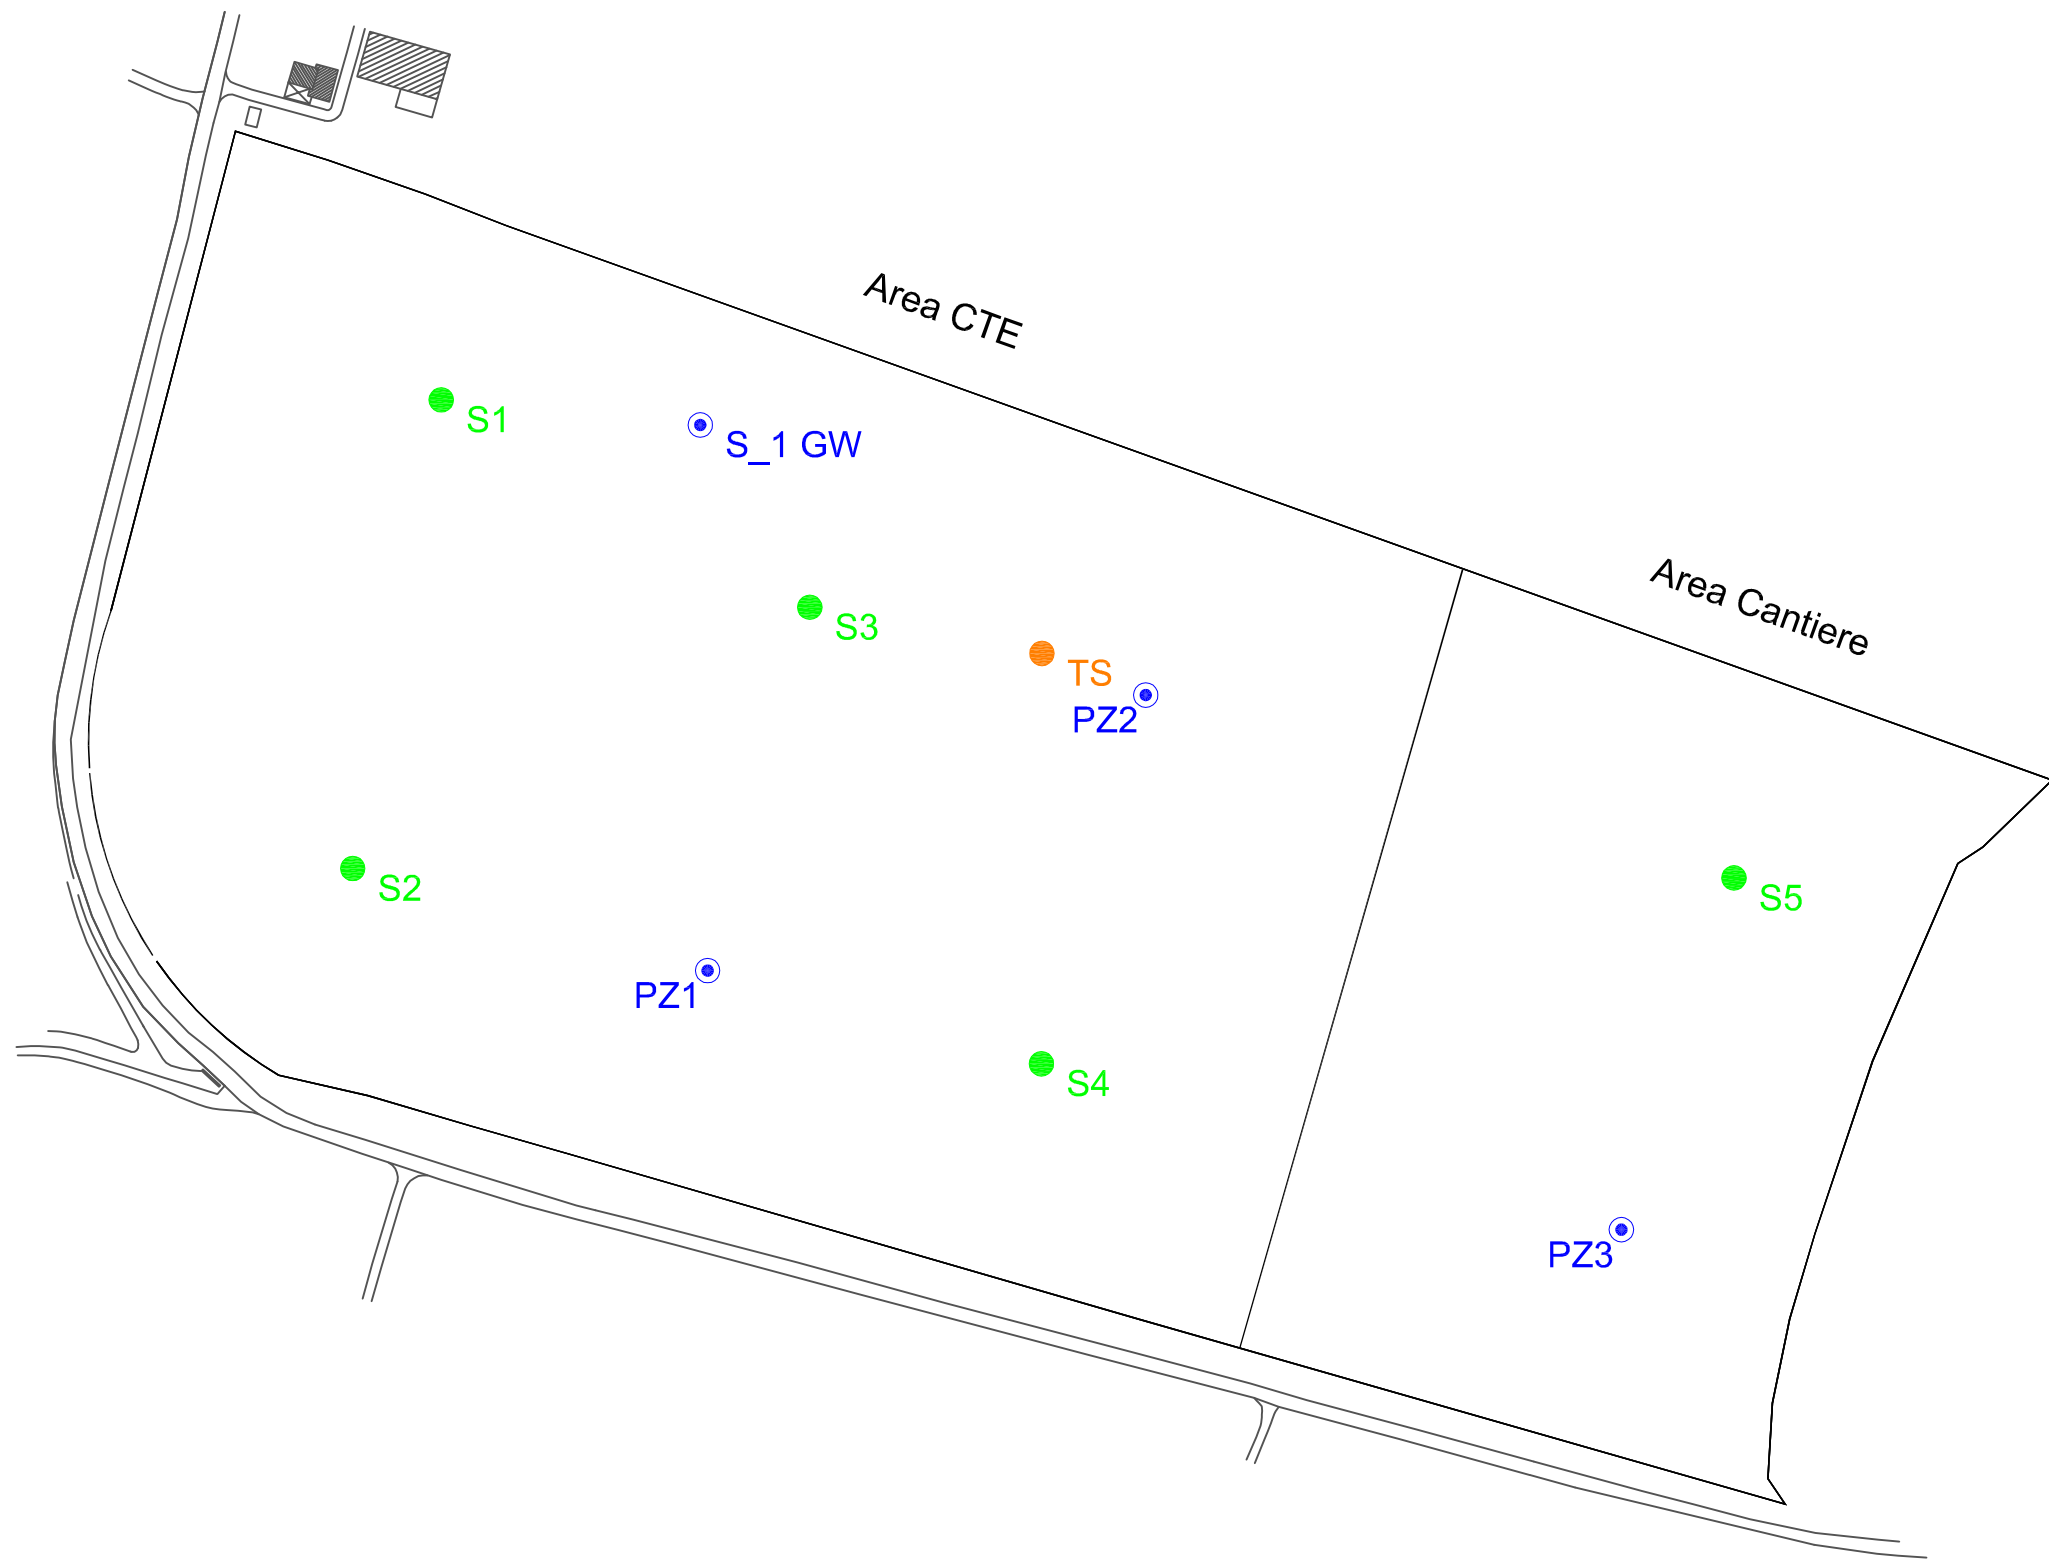 Area CTE
S1
S_1 GW
Area Cantiere
S3
TS
PZ2
S2
S5
PZ1
S4
PZ3